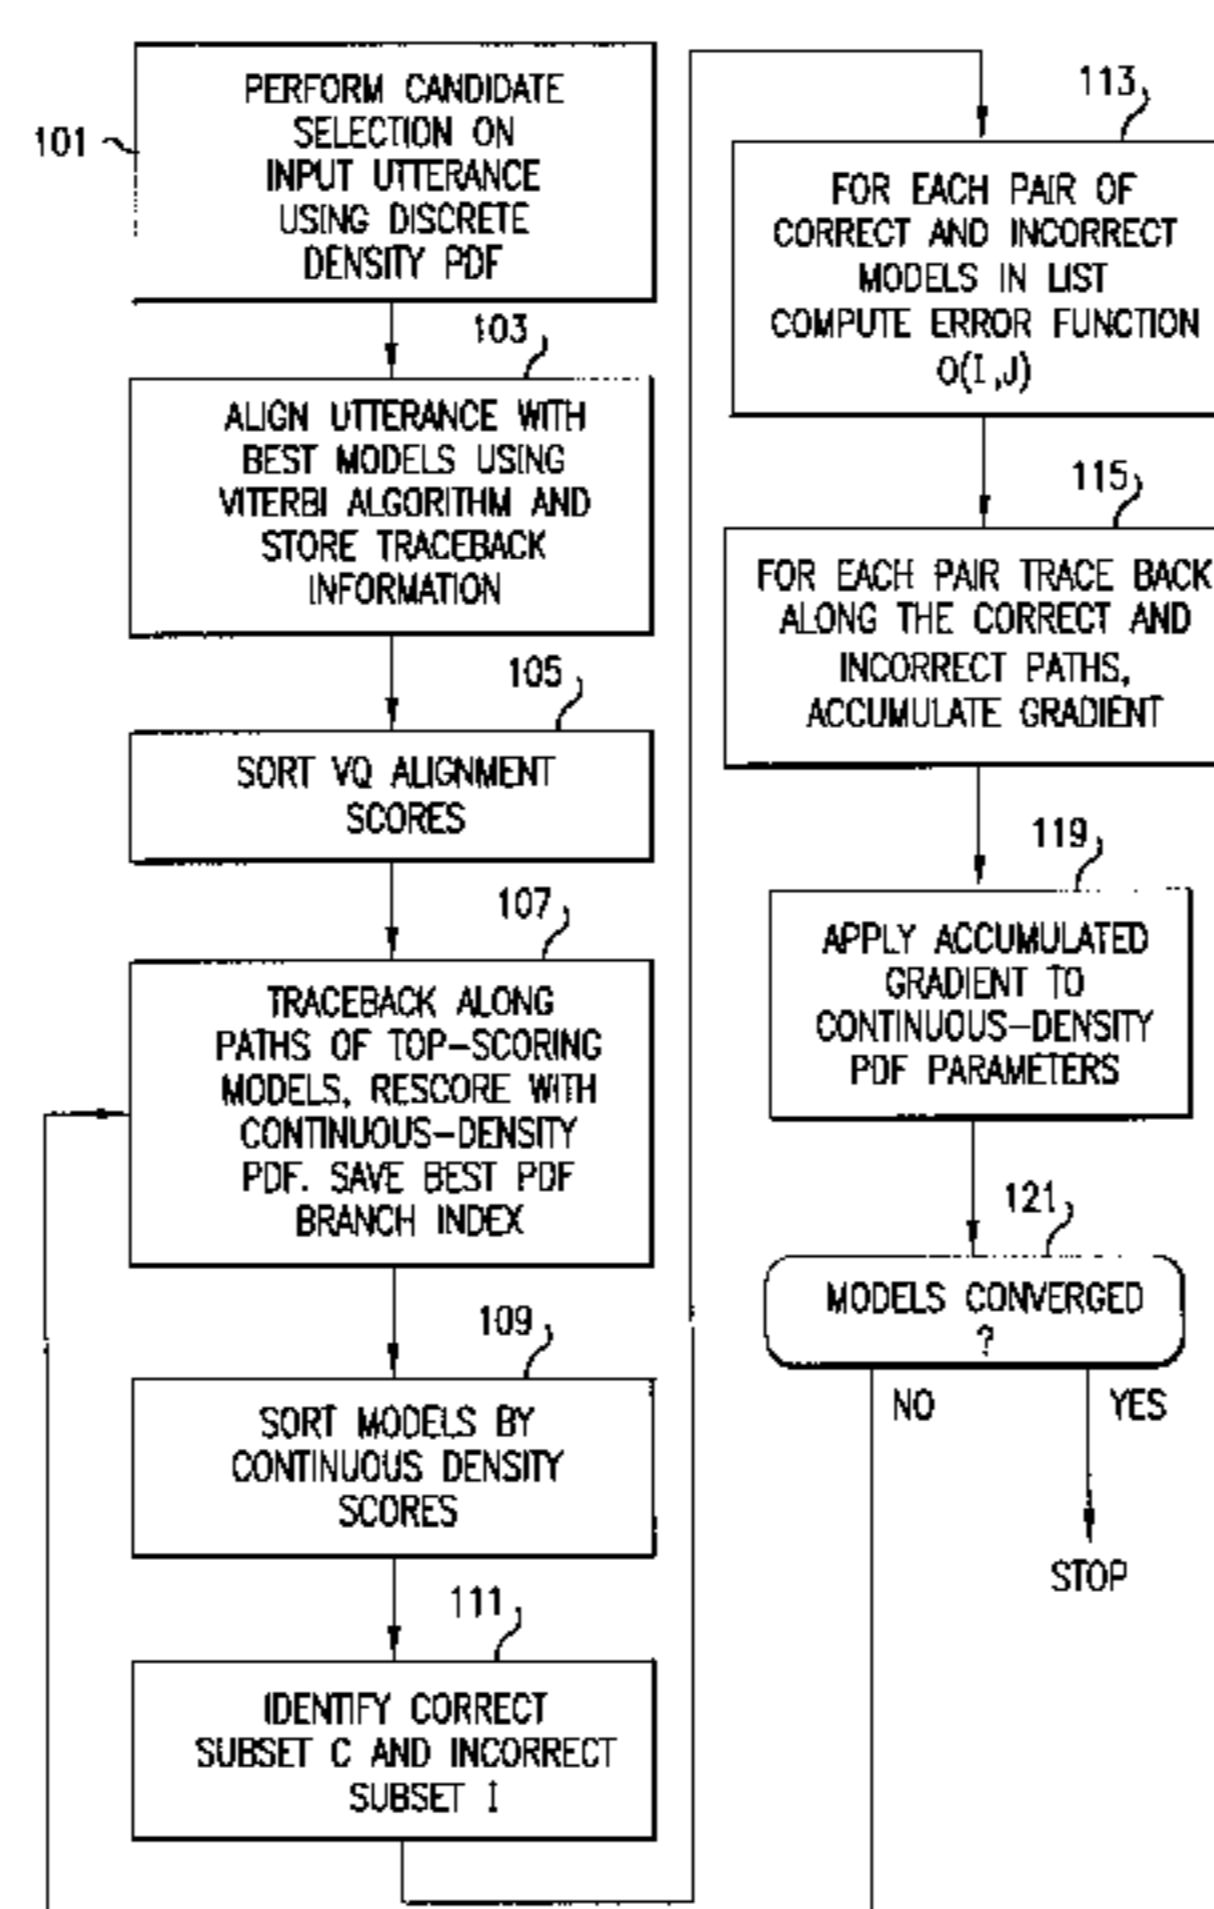 101
PERFORM CANDIDATE
SELECTION ON
INPUT UTTERANCE
USING DISCRETE
DENSITY PDF
103
ALIGN UTTERANCE WITH
BEST MODELS USING
VITERBI ALGORITHM AND
STORE TRACEBACK
INFORMATION
105
SORT VQ ALIGNMENT
SCORES
107
TRACEBACK ALONG
PATHS OF TOP-SCORING
MODELS, RESCORE WITH
CONTINUOUS-DENSITY
PDF. SAVE BEST PDF
BRANCH INDEX
109
SORT MODELS BY
CONTINUOUS DENSITY
SCORES
111
IDENTIFY CORRECT
SUBSET C AND INCORRECT
SUBSET I
113
FOR EACH PAIR OF
CORRECT AND INCORRECT
MODELS IN LIST
COMPUTE ERROR FUNCTION
O(I,J)
115
FOR EACH PAIR TRACE BACK
ALONG THE CORRECT AND
INCORRECT PATHS,
ACCUMULATE GRADIENT
119
APPLY ACCUMULATED
GRADIENT TO
CONTINUOUS-DENSITY
PDF PARAMETERS
121
MODELS CONVERGED
?
NO
YES
STOP